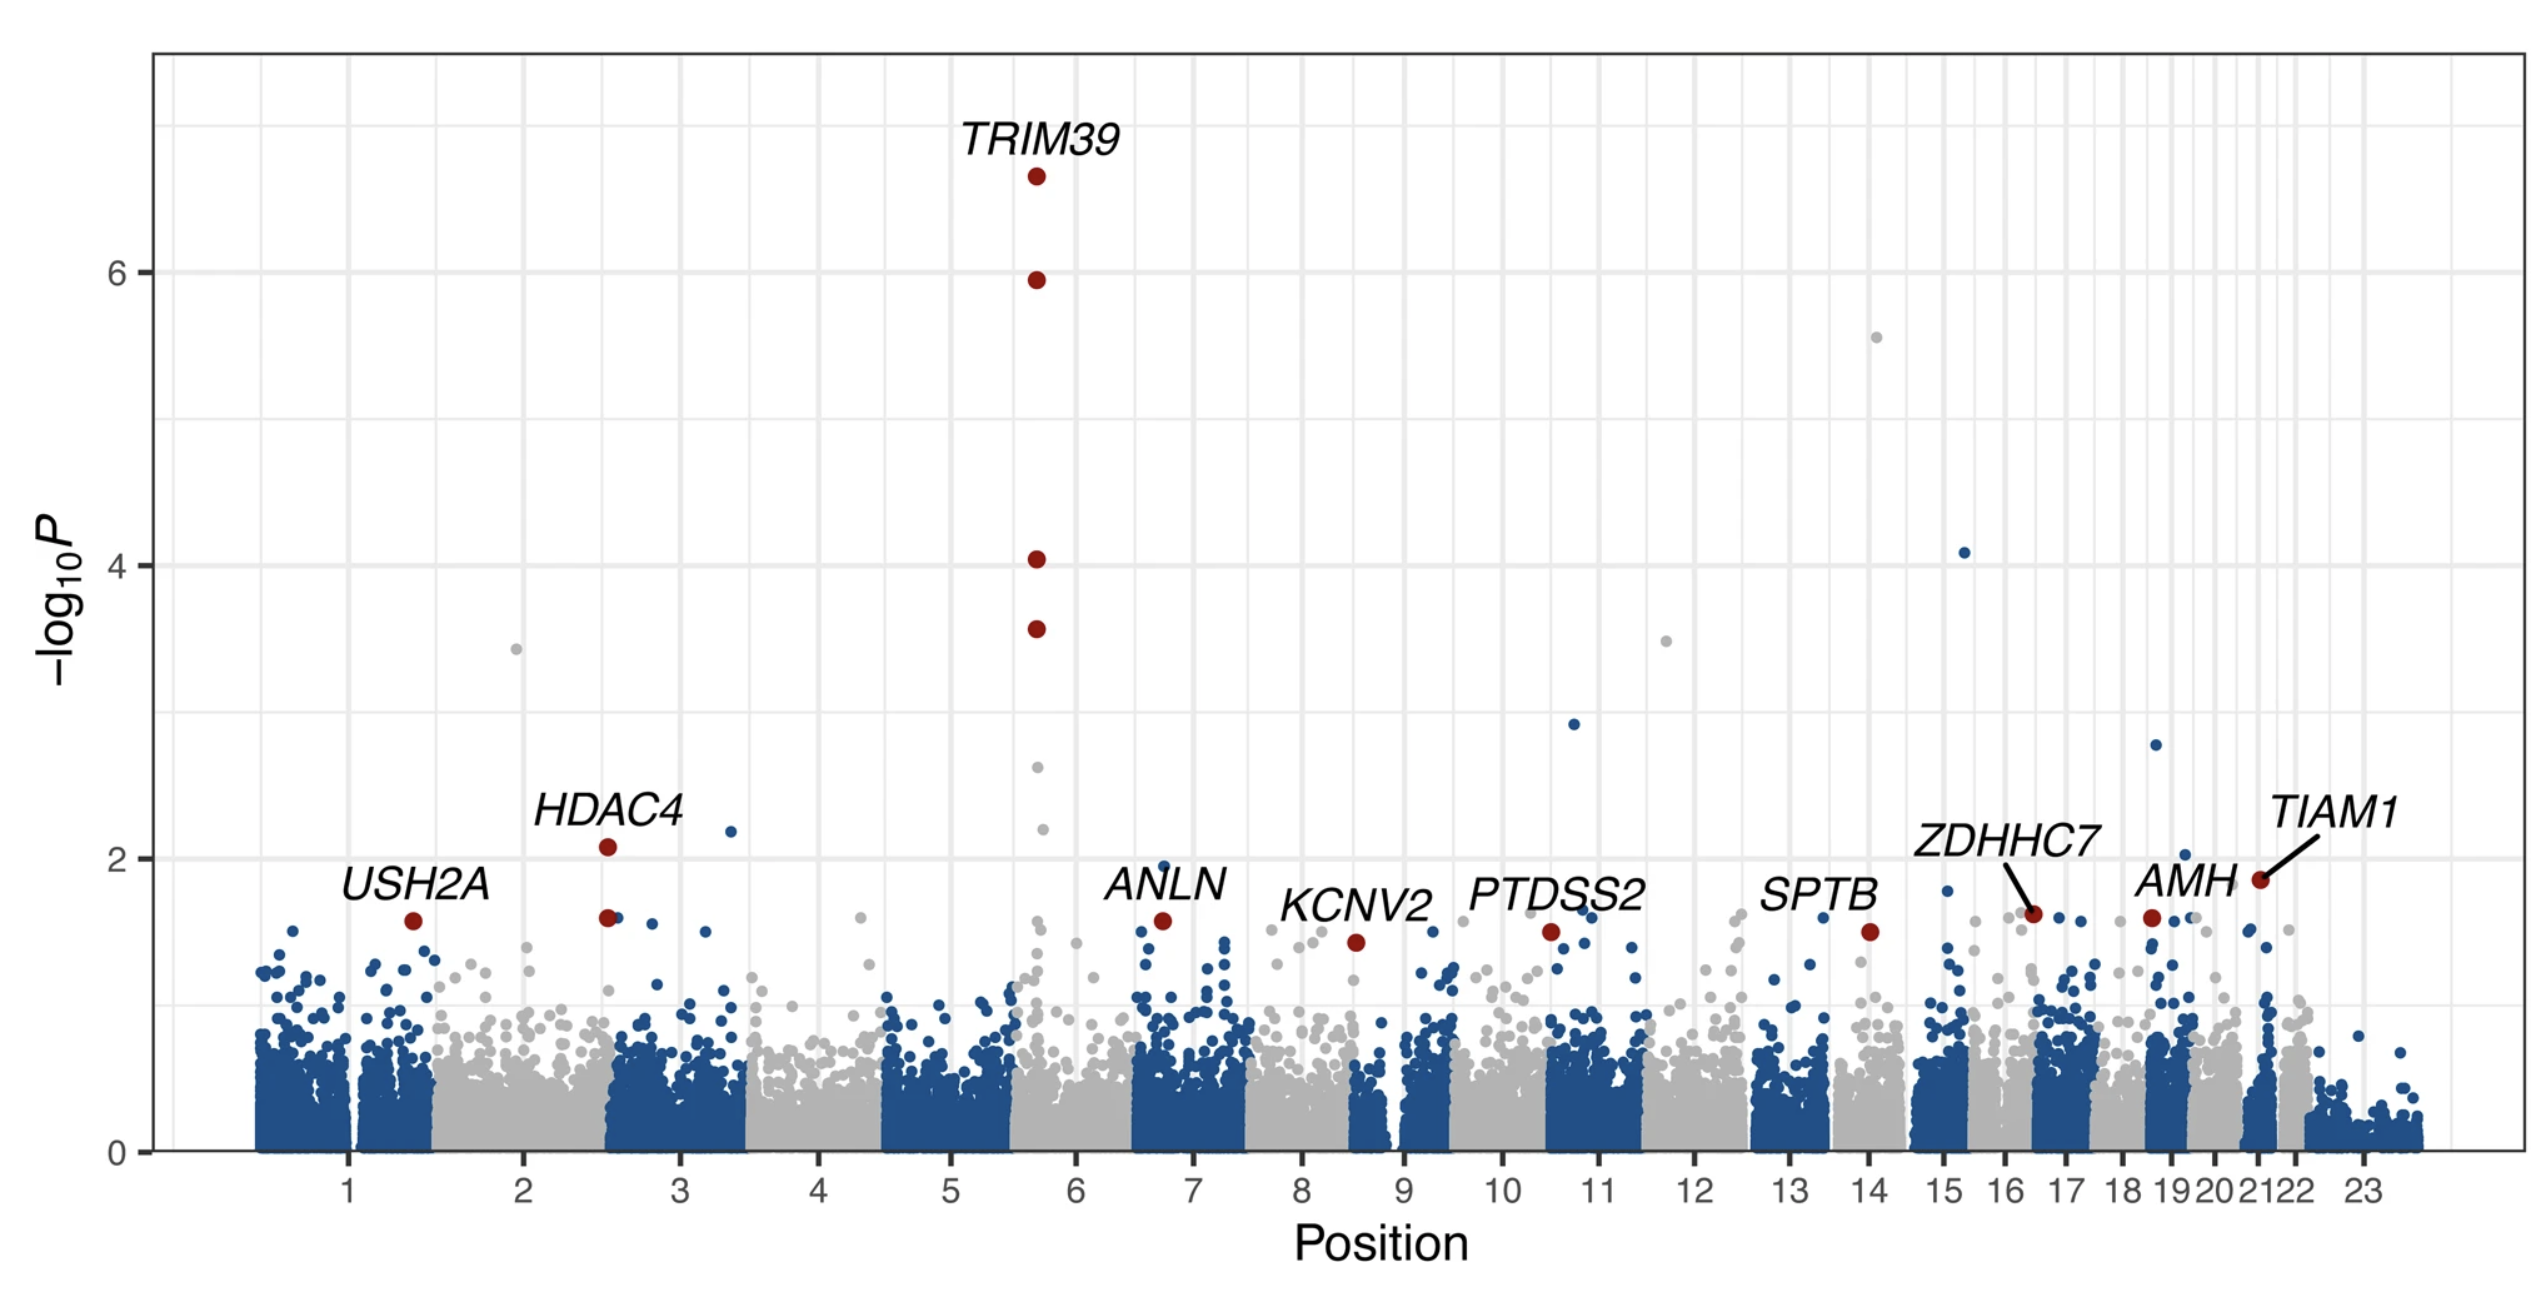 TRIM39
6
4
HDAC4
TIAM1
ZDHHC7
2
USH2A
ANLN
KCNV2
PTDSS2
SPTB
AMH
0
−log10P
1 2 3 4 5 6 7 8 9 10 11 12 13 14 15 16 17 18 19 20 21 22 23
Position